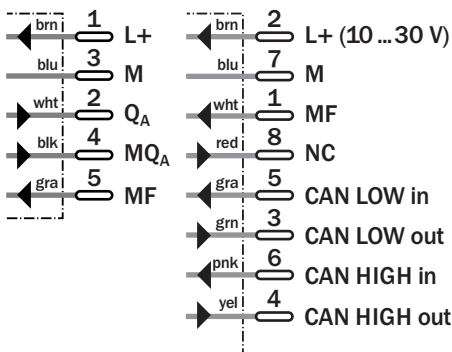 brn 1 L+
blu 3 M
wht 2 QA
blk 4 MQA
gra 5 MF
brn 2 L+ (10 ... 30 V)
blu 7 M
wht 1 MF
red 8 NC
gra 5 CAN LOW in
grn 3 CAN LOW out
pnk 6 CAN HIGH in
yel 4 CAN HIGH out